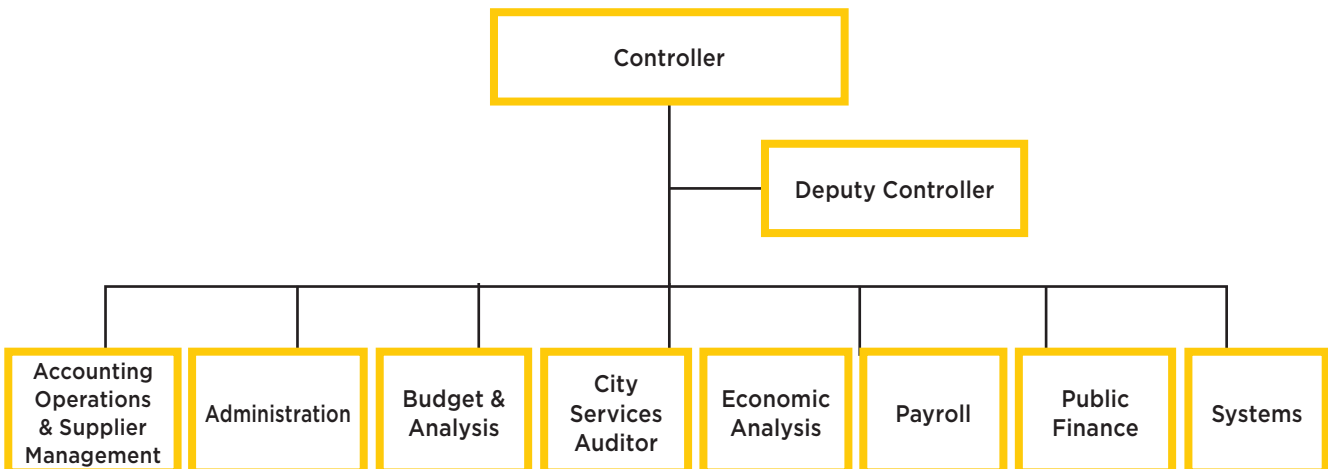 Controller
Deputy Controller
Accounting
Operations
& Supplier
Management
Administration
Budget &
Analysis
City
Services
Auditor
Economic
Analysis
Payroll
Public
Finance
Systems